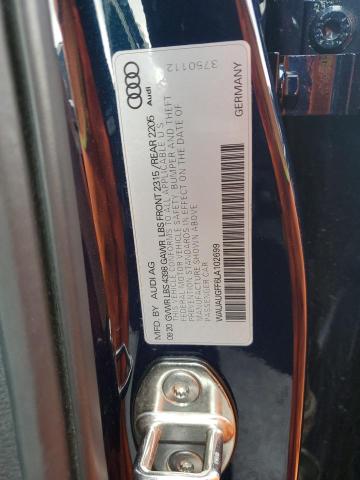 Audi
3750112
GERMANY
MFD. BY AUDI AG
09 20 GVWR LBS 4398 GAWR LBS FRONT 2315 / REAR 2205
THIS VEHICLE CONFORMS TO ALL APPLICABLE U S
FEDERAL MOTOR VEHICLE SAFETY, BUMPER AND THEFT
PREVENTION STANDARDS IN EFFECT ON THE DATE OF
MANUFACTURE SHOWN ABOVE.
PASSENGER CAR
WAUAUGFF6LA102699